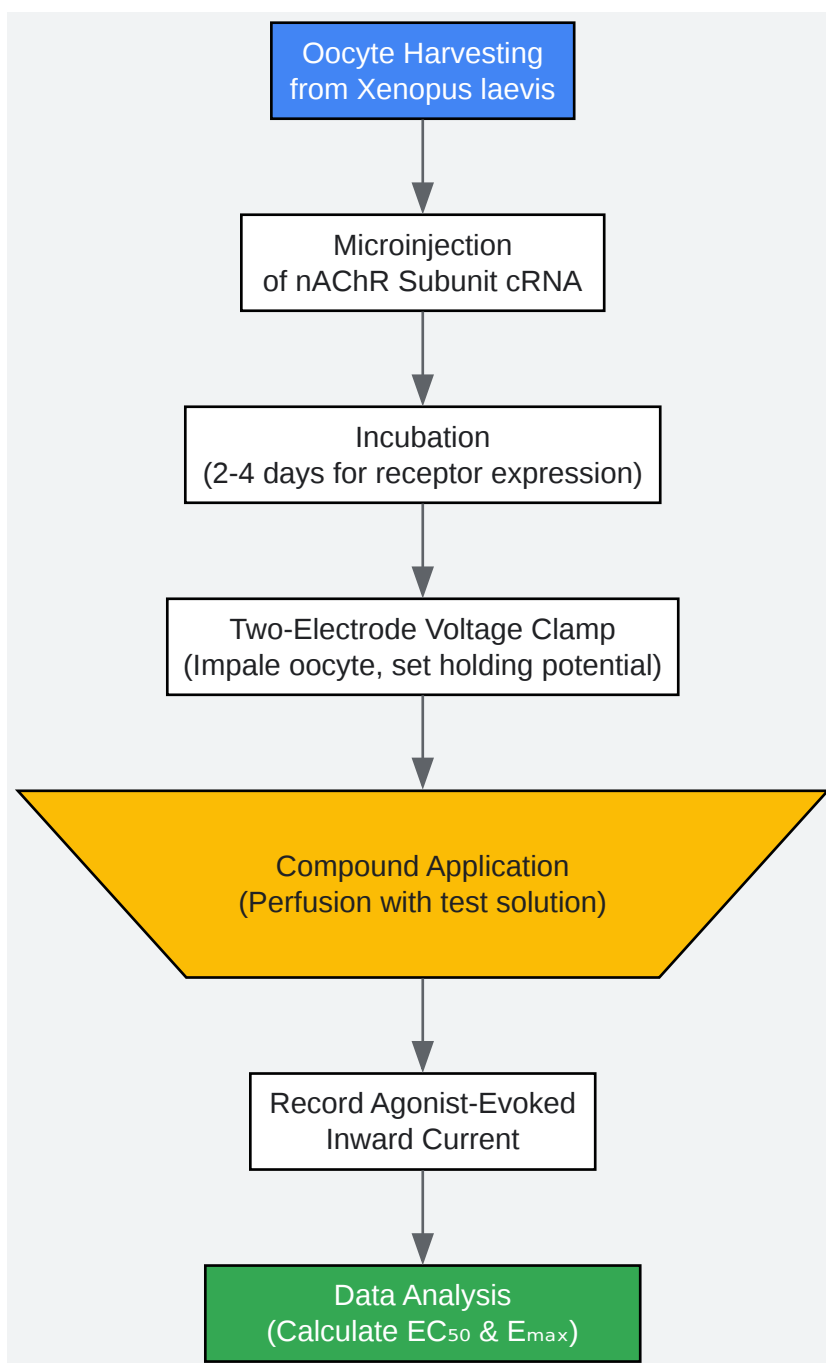 Oocyte Harvesting
from Xenopus laevis
Microinjection
of nAChR Subunit cRNA
Incubation
(2-4 days for receptor expression)
Two-Electrode Voltage Clamp
(Impale oocyte, set holding potential)
Compound Application
(Perfusion with test solution)
Record Agonist-Evoked
Inward Current
Data Analysis
(Calculate EC₅₀ & Eₘₐₓ)